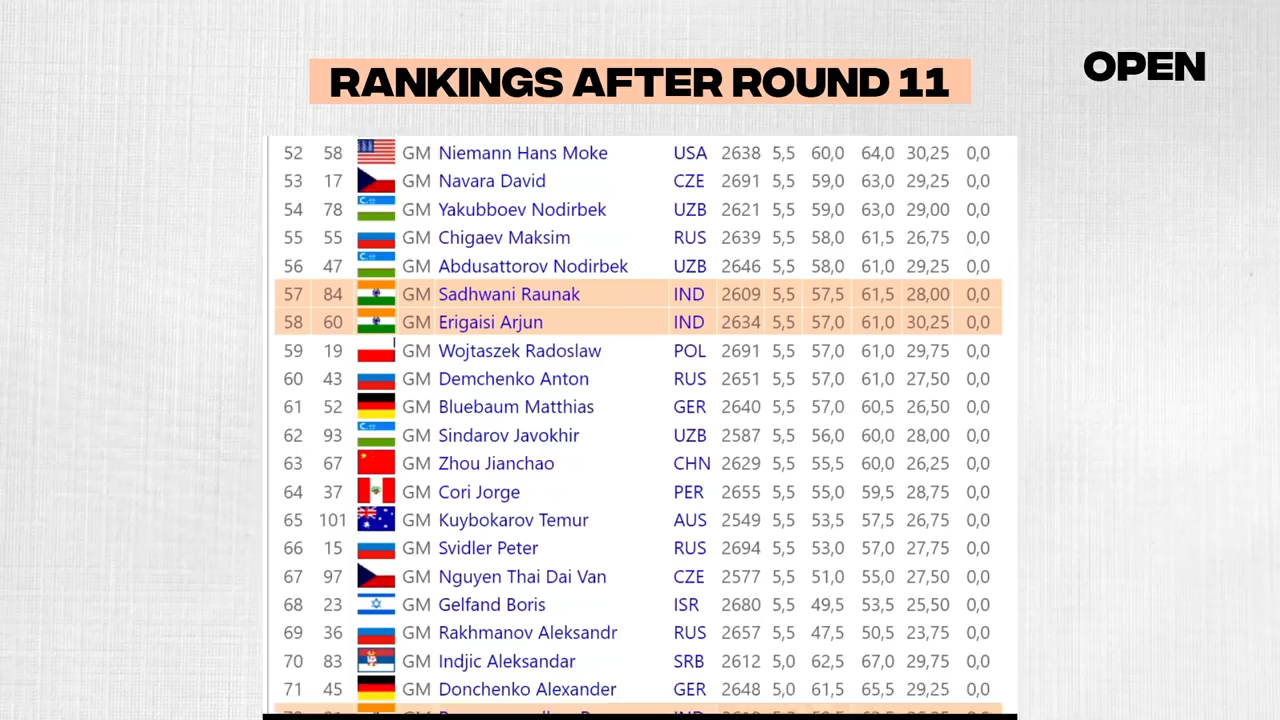 OPEN
RANKINGS AFTER ROUND 11
52 58 GM Niemann Hans Moke USA 2638 5,5 60,0 64,0 30,25 0,0
53 17 GM Navara David CZE 2691 5,5 59,0 63,0 29,25 0,0
54 78 GM Yakubboev Nodirbek UZB 2621 5,5 59,0 63,0 29,00 0,0
55 55 GM Chigaev Maksim RUS 2639 5,5 58,0 61,5 26,75 0,0
56 47 GM Abdusattorov Nodirbek UZB 2646 5,5 58,0 61,0 29,25 0,0
57 84 GM Sadhwani Raunak IND 2609 5,5 57,5 61,5 28,00 0,0
58 60 GM Erigaisi Arjun IND 2634 5,5 57,0 61,0 30,25 0,0
59 19 GM Wojtaszek Radoslaw POL 2691 5,5 57,0 61,0 29,75 0,0
60 43 GM Demchenko Anton RUS 2651 5,5 57,0 61,0 27,50 0,0
61 52 GM Bluebaum Matthias GER 2640 5,5 57,0 60,5 26,50 0,0
62 93 GM Sindarov Javokhir UZB 2587 5,5 56,0 60,0 28,00 0,0
63 67 GM Zhou Jianchao CHN 2629 5,5 55,5 60,0 26,25 0,0
64 37 GM Cori Jorge PER 2655 5,5 55,0 59,5 28,75 0,0
65 101 GM Kuybokarov Temur AUS 2549 5,5 53,5 57,5 26,75 0,0
66 15 GM Svidler Peter RUS 2694 5,5 53,0 57,0 27,75 0,0
67 97 GM Nguyen Thai Dai Van CZE 2577 5,5 51,0 55,0 27,50 0,0
68 23 GM Gelfand Boris ISR 2680 5,5 49,5 53,5 25,50 0,0
69 36 GM Rakhmanov Aleksandr RUS 2657 5,5 47,5 50,5 23,75 0,0
70 83 GM Indjic Aleksandar SRB 2612 5,0 62,5 67,0 29,75 0,0
71 45 GM Donchenko Alexander GER 2648 5,0 61,5 65,5 29,25 0,0